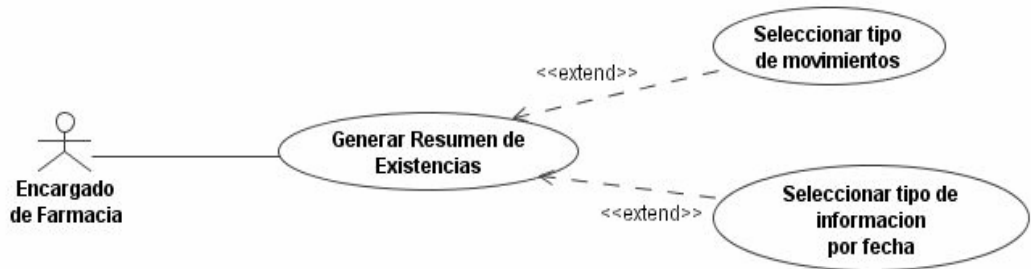 Seleccionar tipo
de movimientos
<<extend>>
Generar Resumen de
Existencias
Encargado
de Farmacia
Seleccionar tipo de
informacion
por fecha
<<extend>>